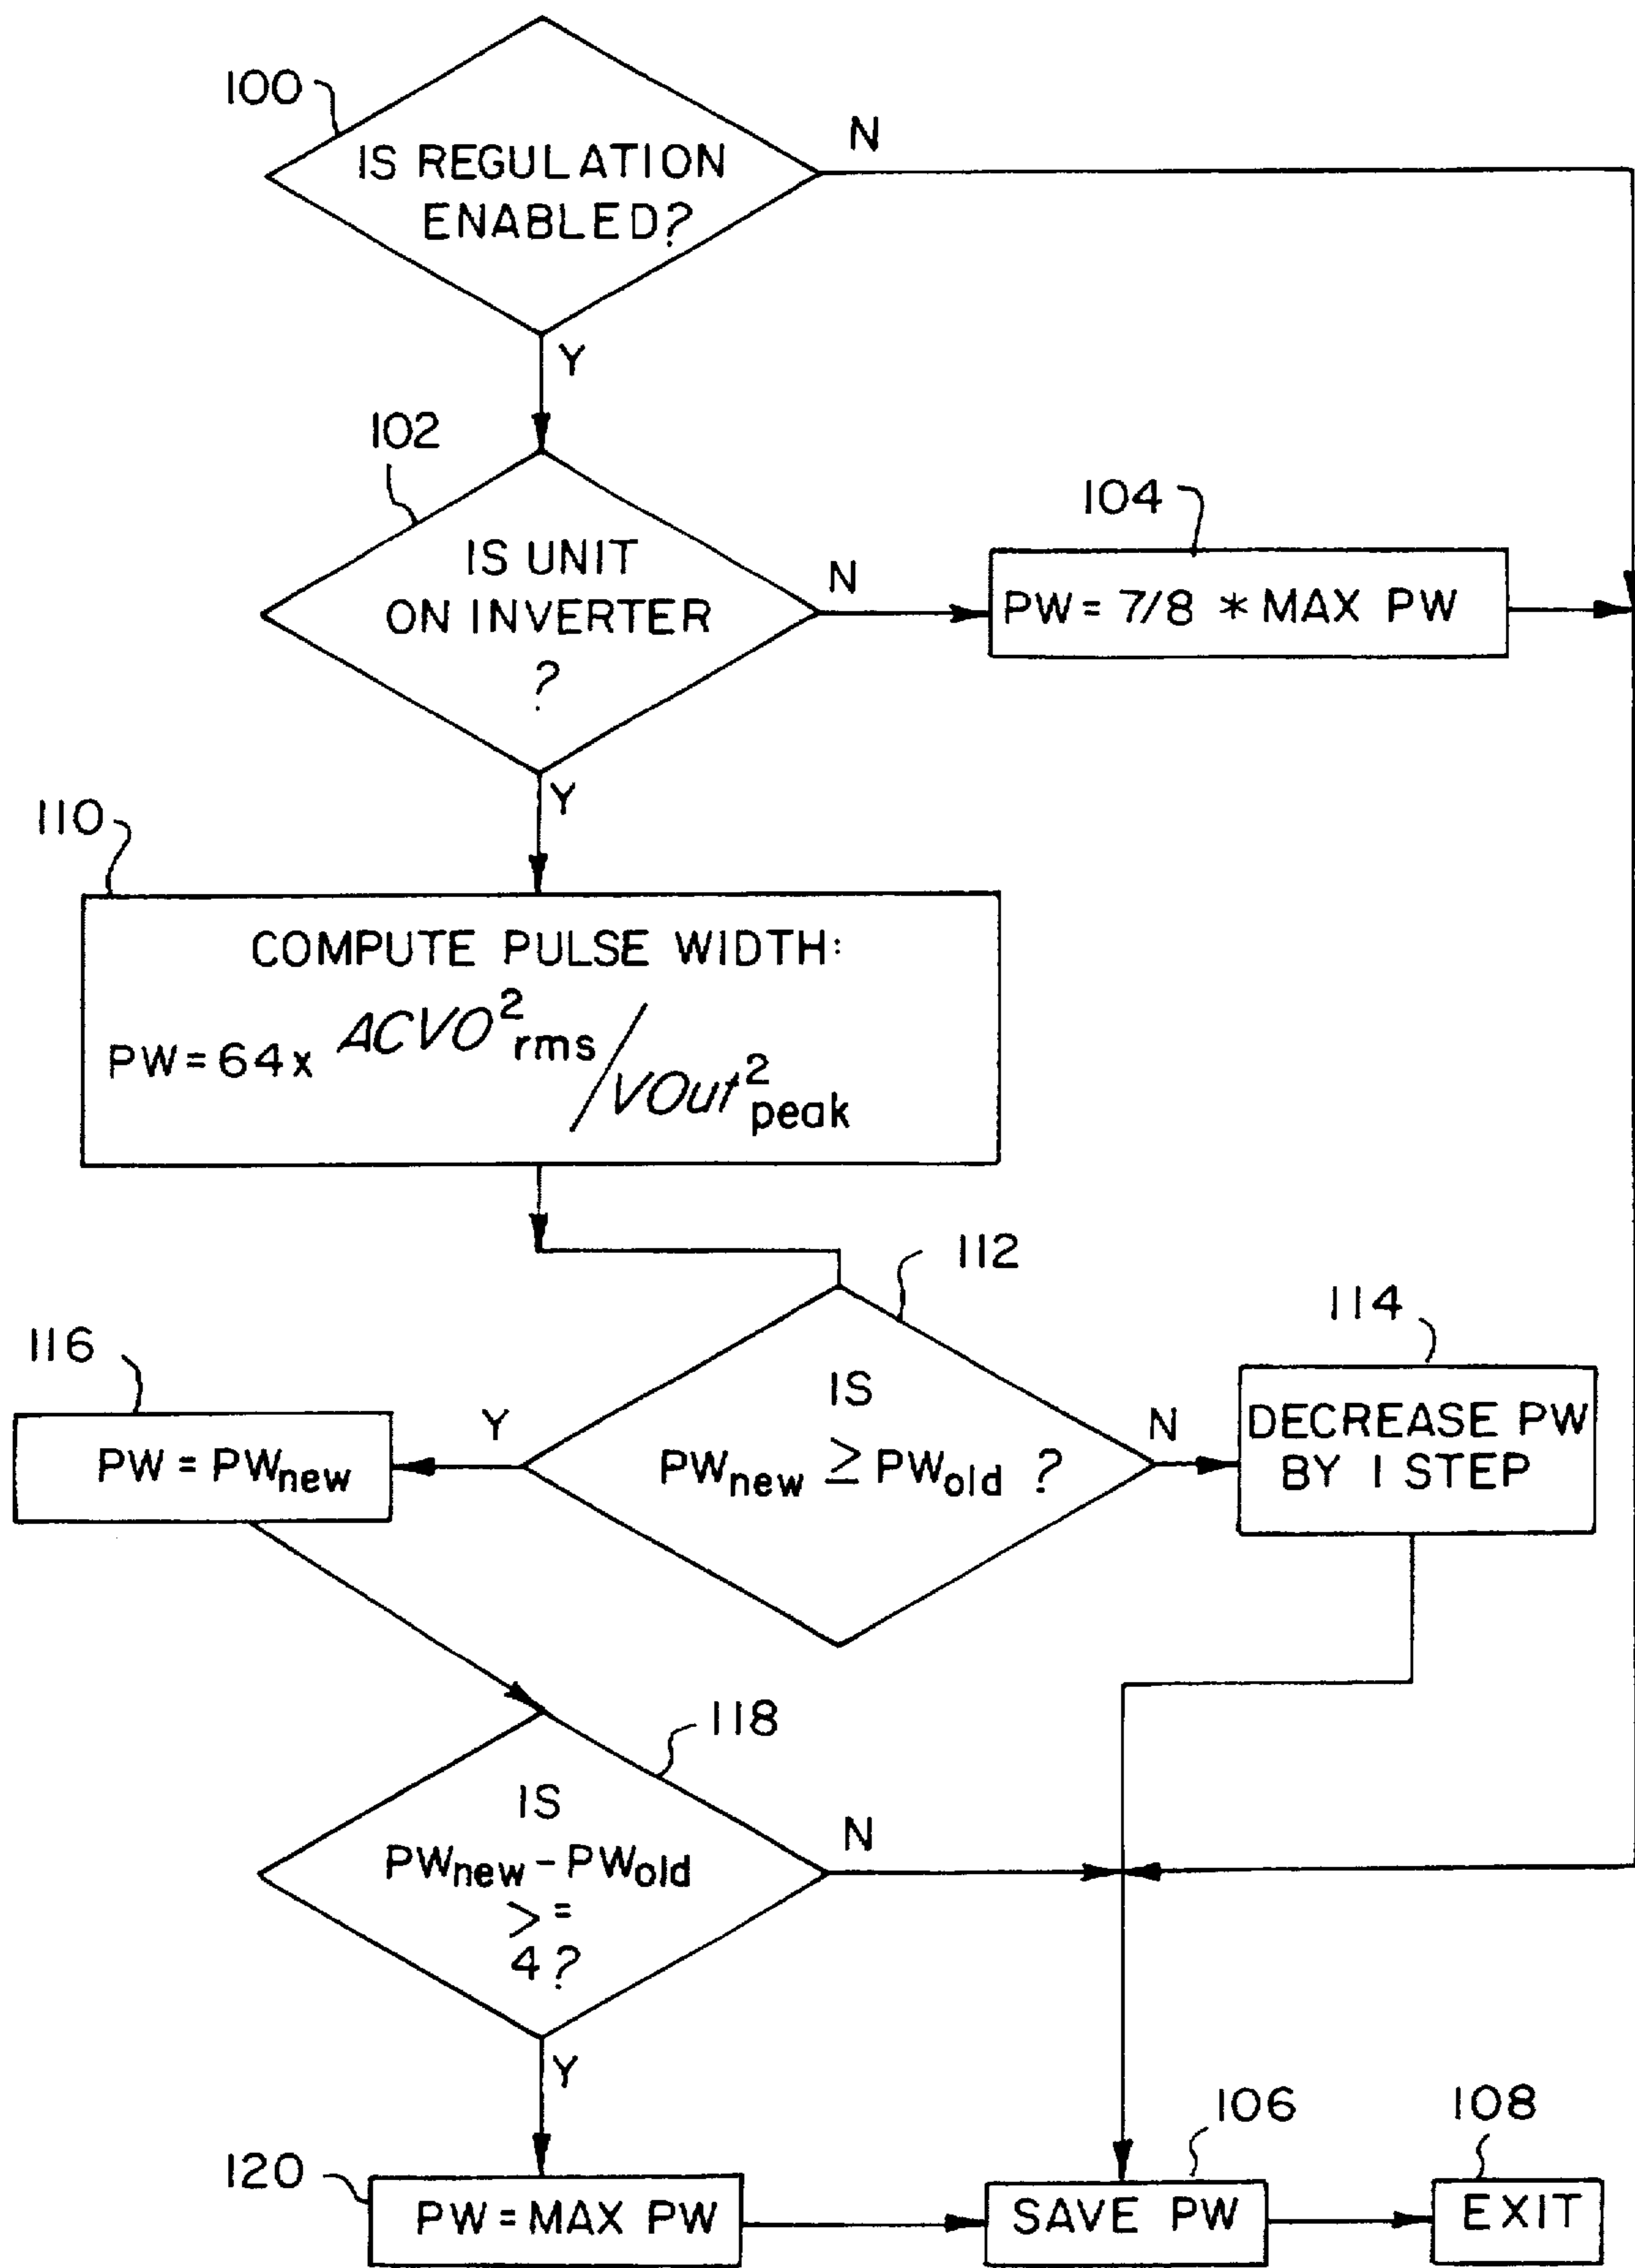 100
IS REGULATION
ENABLED?
N
Y
102
IS UNIT
ON INVERTER
?
N
104
PW = 7/8 * MAX PW
Y
110
COMPUTE PULSE WIDTH:
PW = 64 x ACVO²rms / VOut²peak
112
IS
PWnew ≥ PWold ?
Y
N
114
DECREASE PW
BY 1 STEP
116
PW = PWnew
118
IS
PWnew - PWold
> =
4?
N
Y
120
PW = MAX PW
106
SAVE PW
108
EXIT